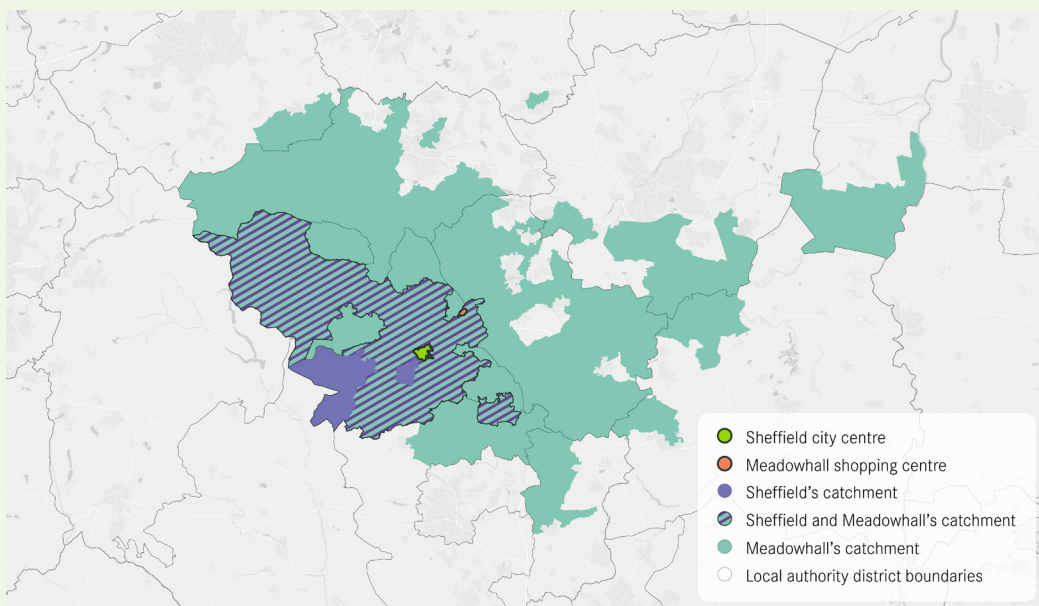 Sheffield city centre
Meadowhall shopping centre
Sheffield's catchment
Sheffield and Meadowhall's catchment
Meadowhall's catchment
Local authority district boundaries